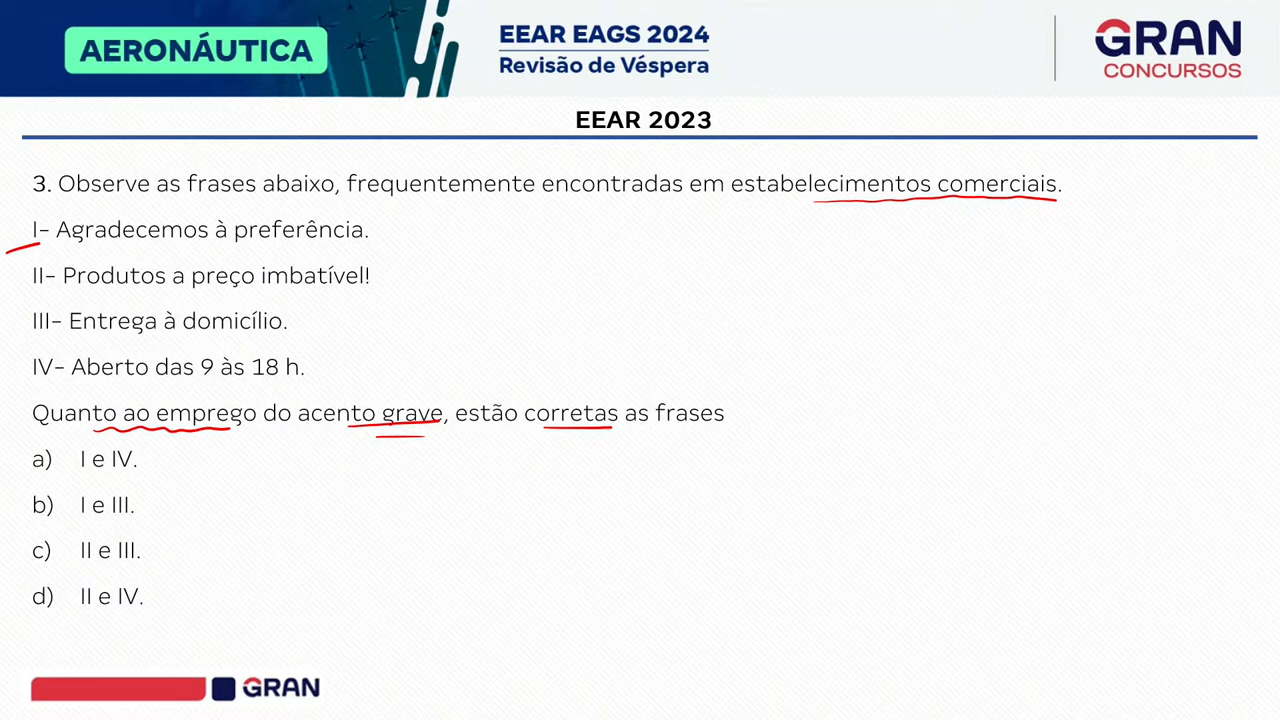 AERONÁUTICA
EEAR EAGS 2024
Revisão de Véspera
GRAN
CONCURSOS
EEAR 2023
3. Observe as frases abaixo, frequentemente encontradas em estabelecimentos comerciais.
I- Agradecemos à preferência.
II- Produtos a preço imbatível!
III- Entrega à domicílio.
IV- Aberto das 9 às 18 h.
Quanto ao emprego do acento grave, estão corretas as frases
a) I e IV.
b) I e III.
c) II e III.
d) II e IV.
GRAN